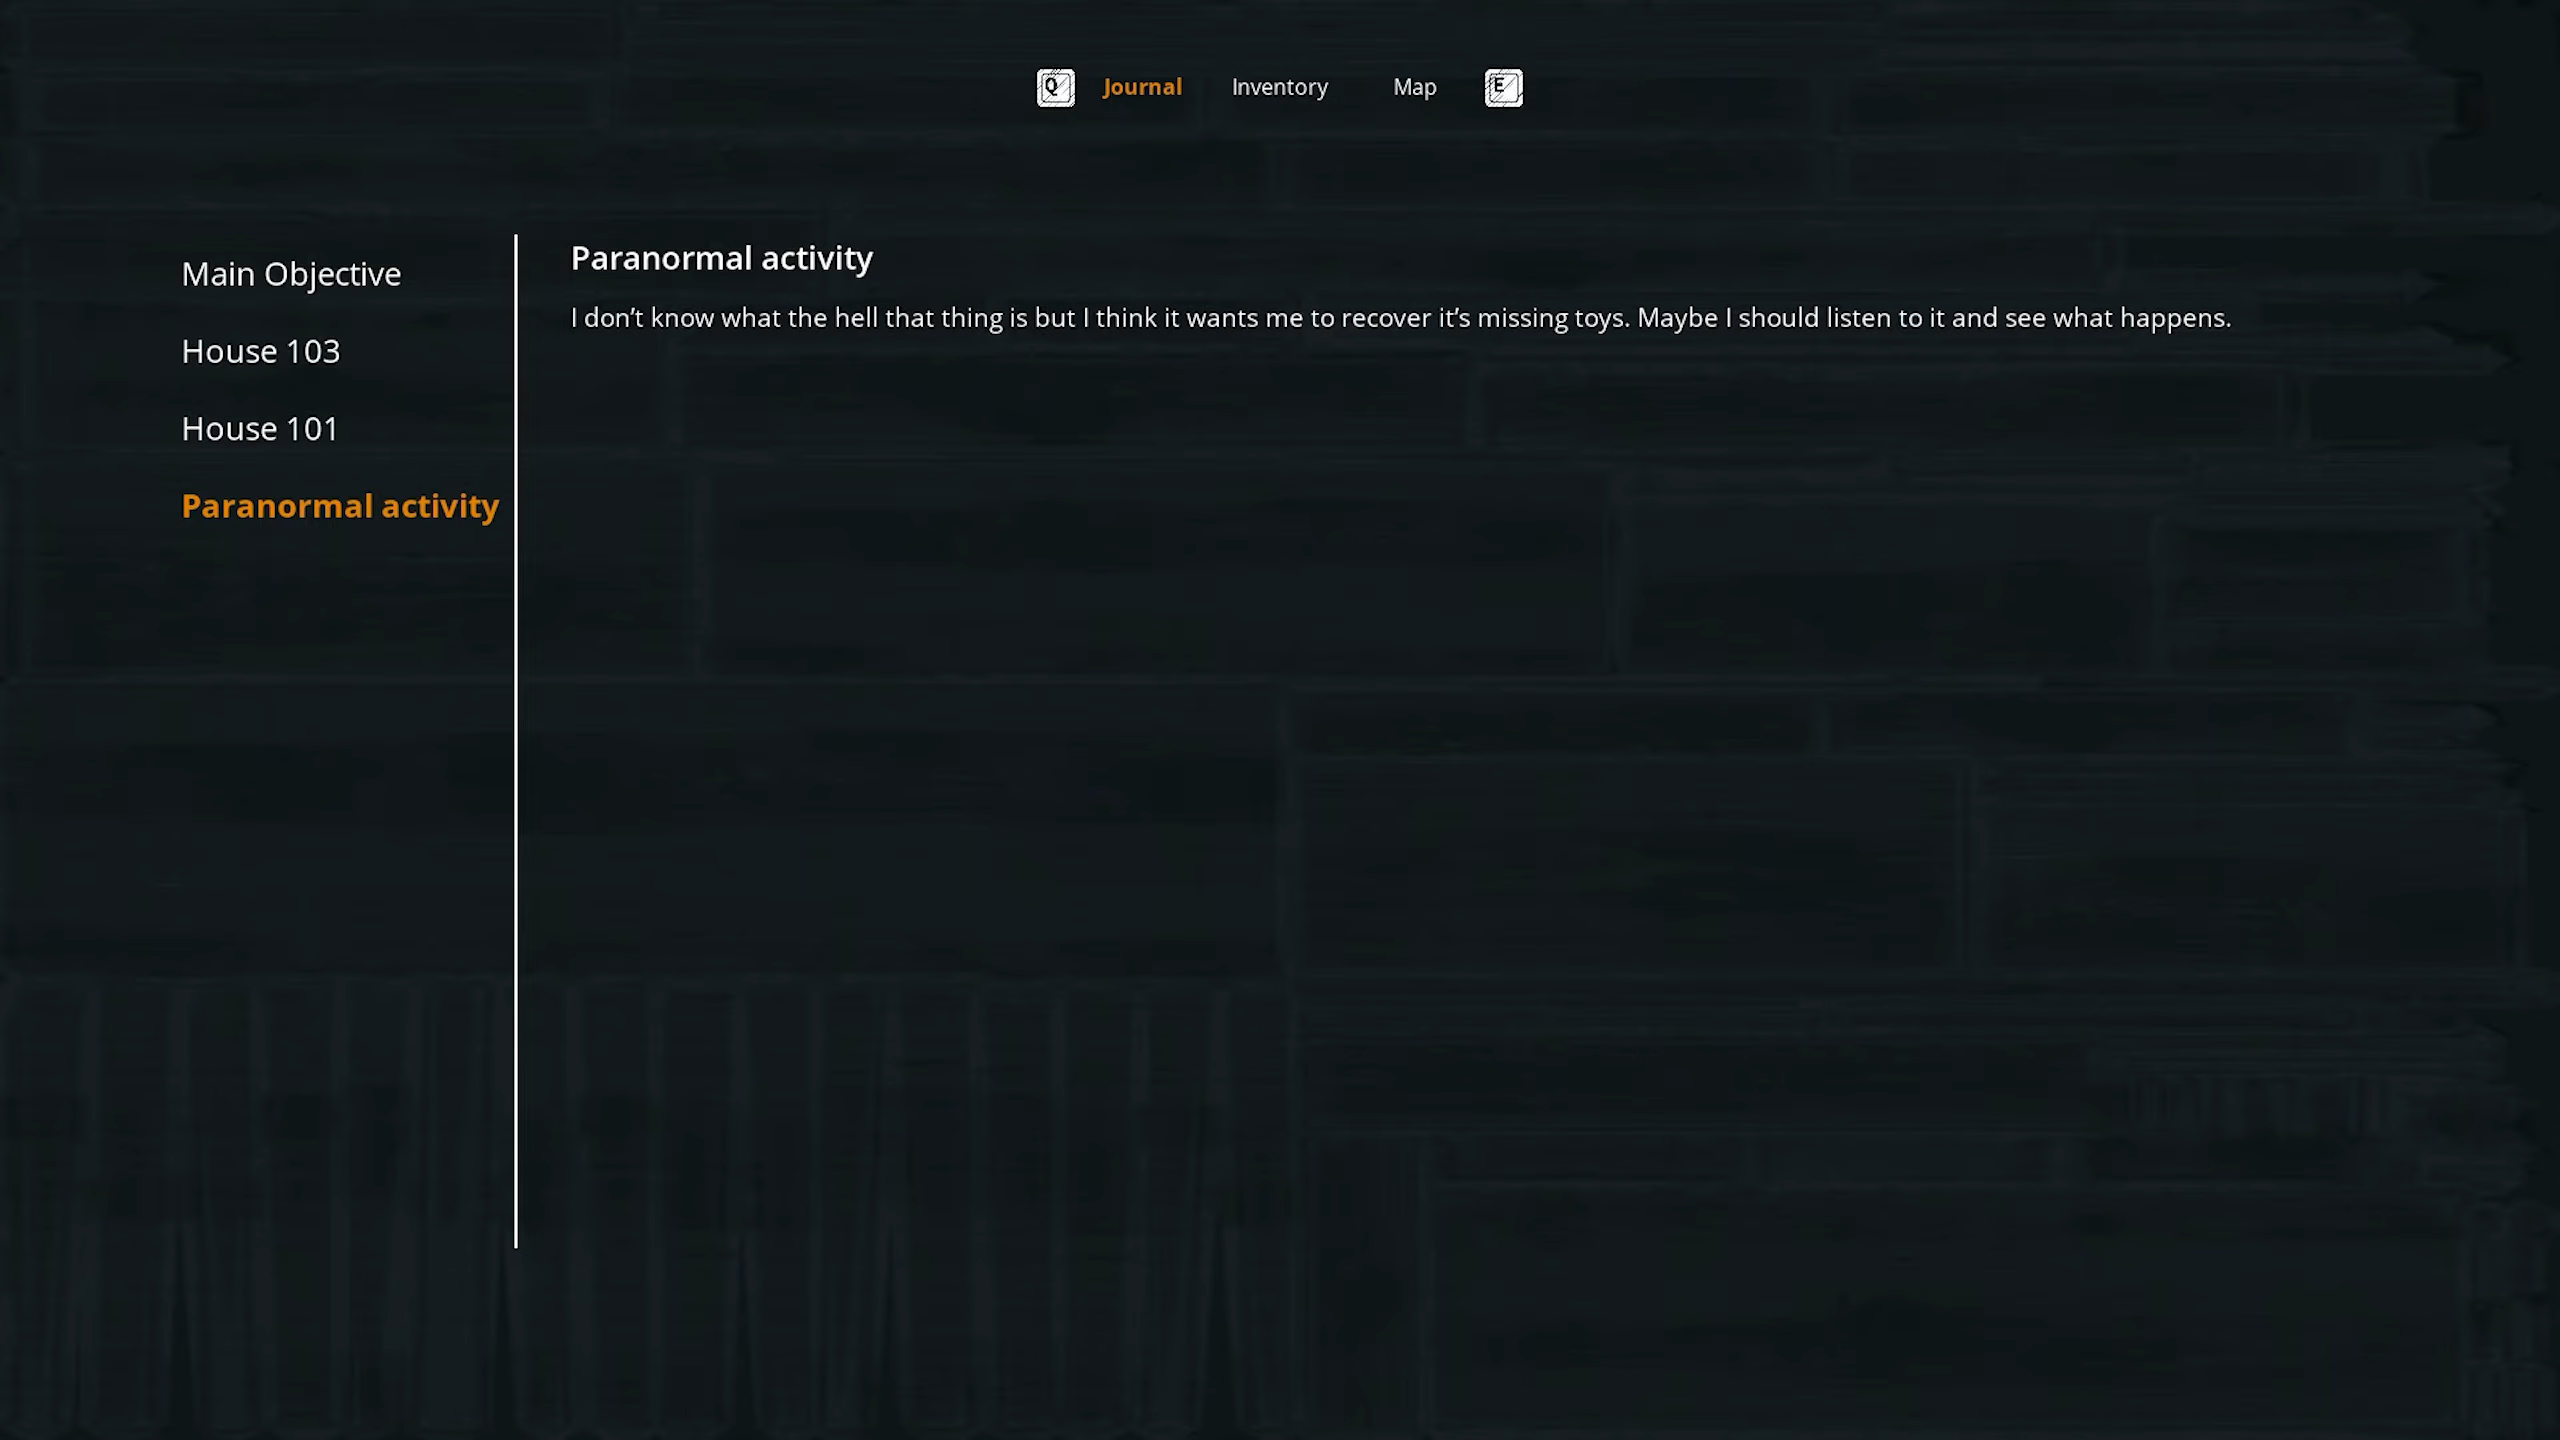 Q Journal Inventory Map E
Main Objective
House 103
House 101
Paranormal activity
Paranormal activity
I don’t know what the hell that thing is but I think it wants me to recover it’s missing toys. Maybe I should listen to it and see what happens.